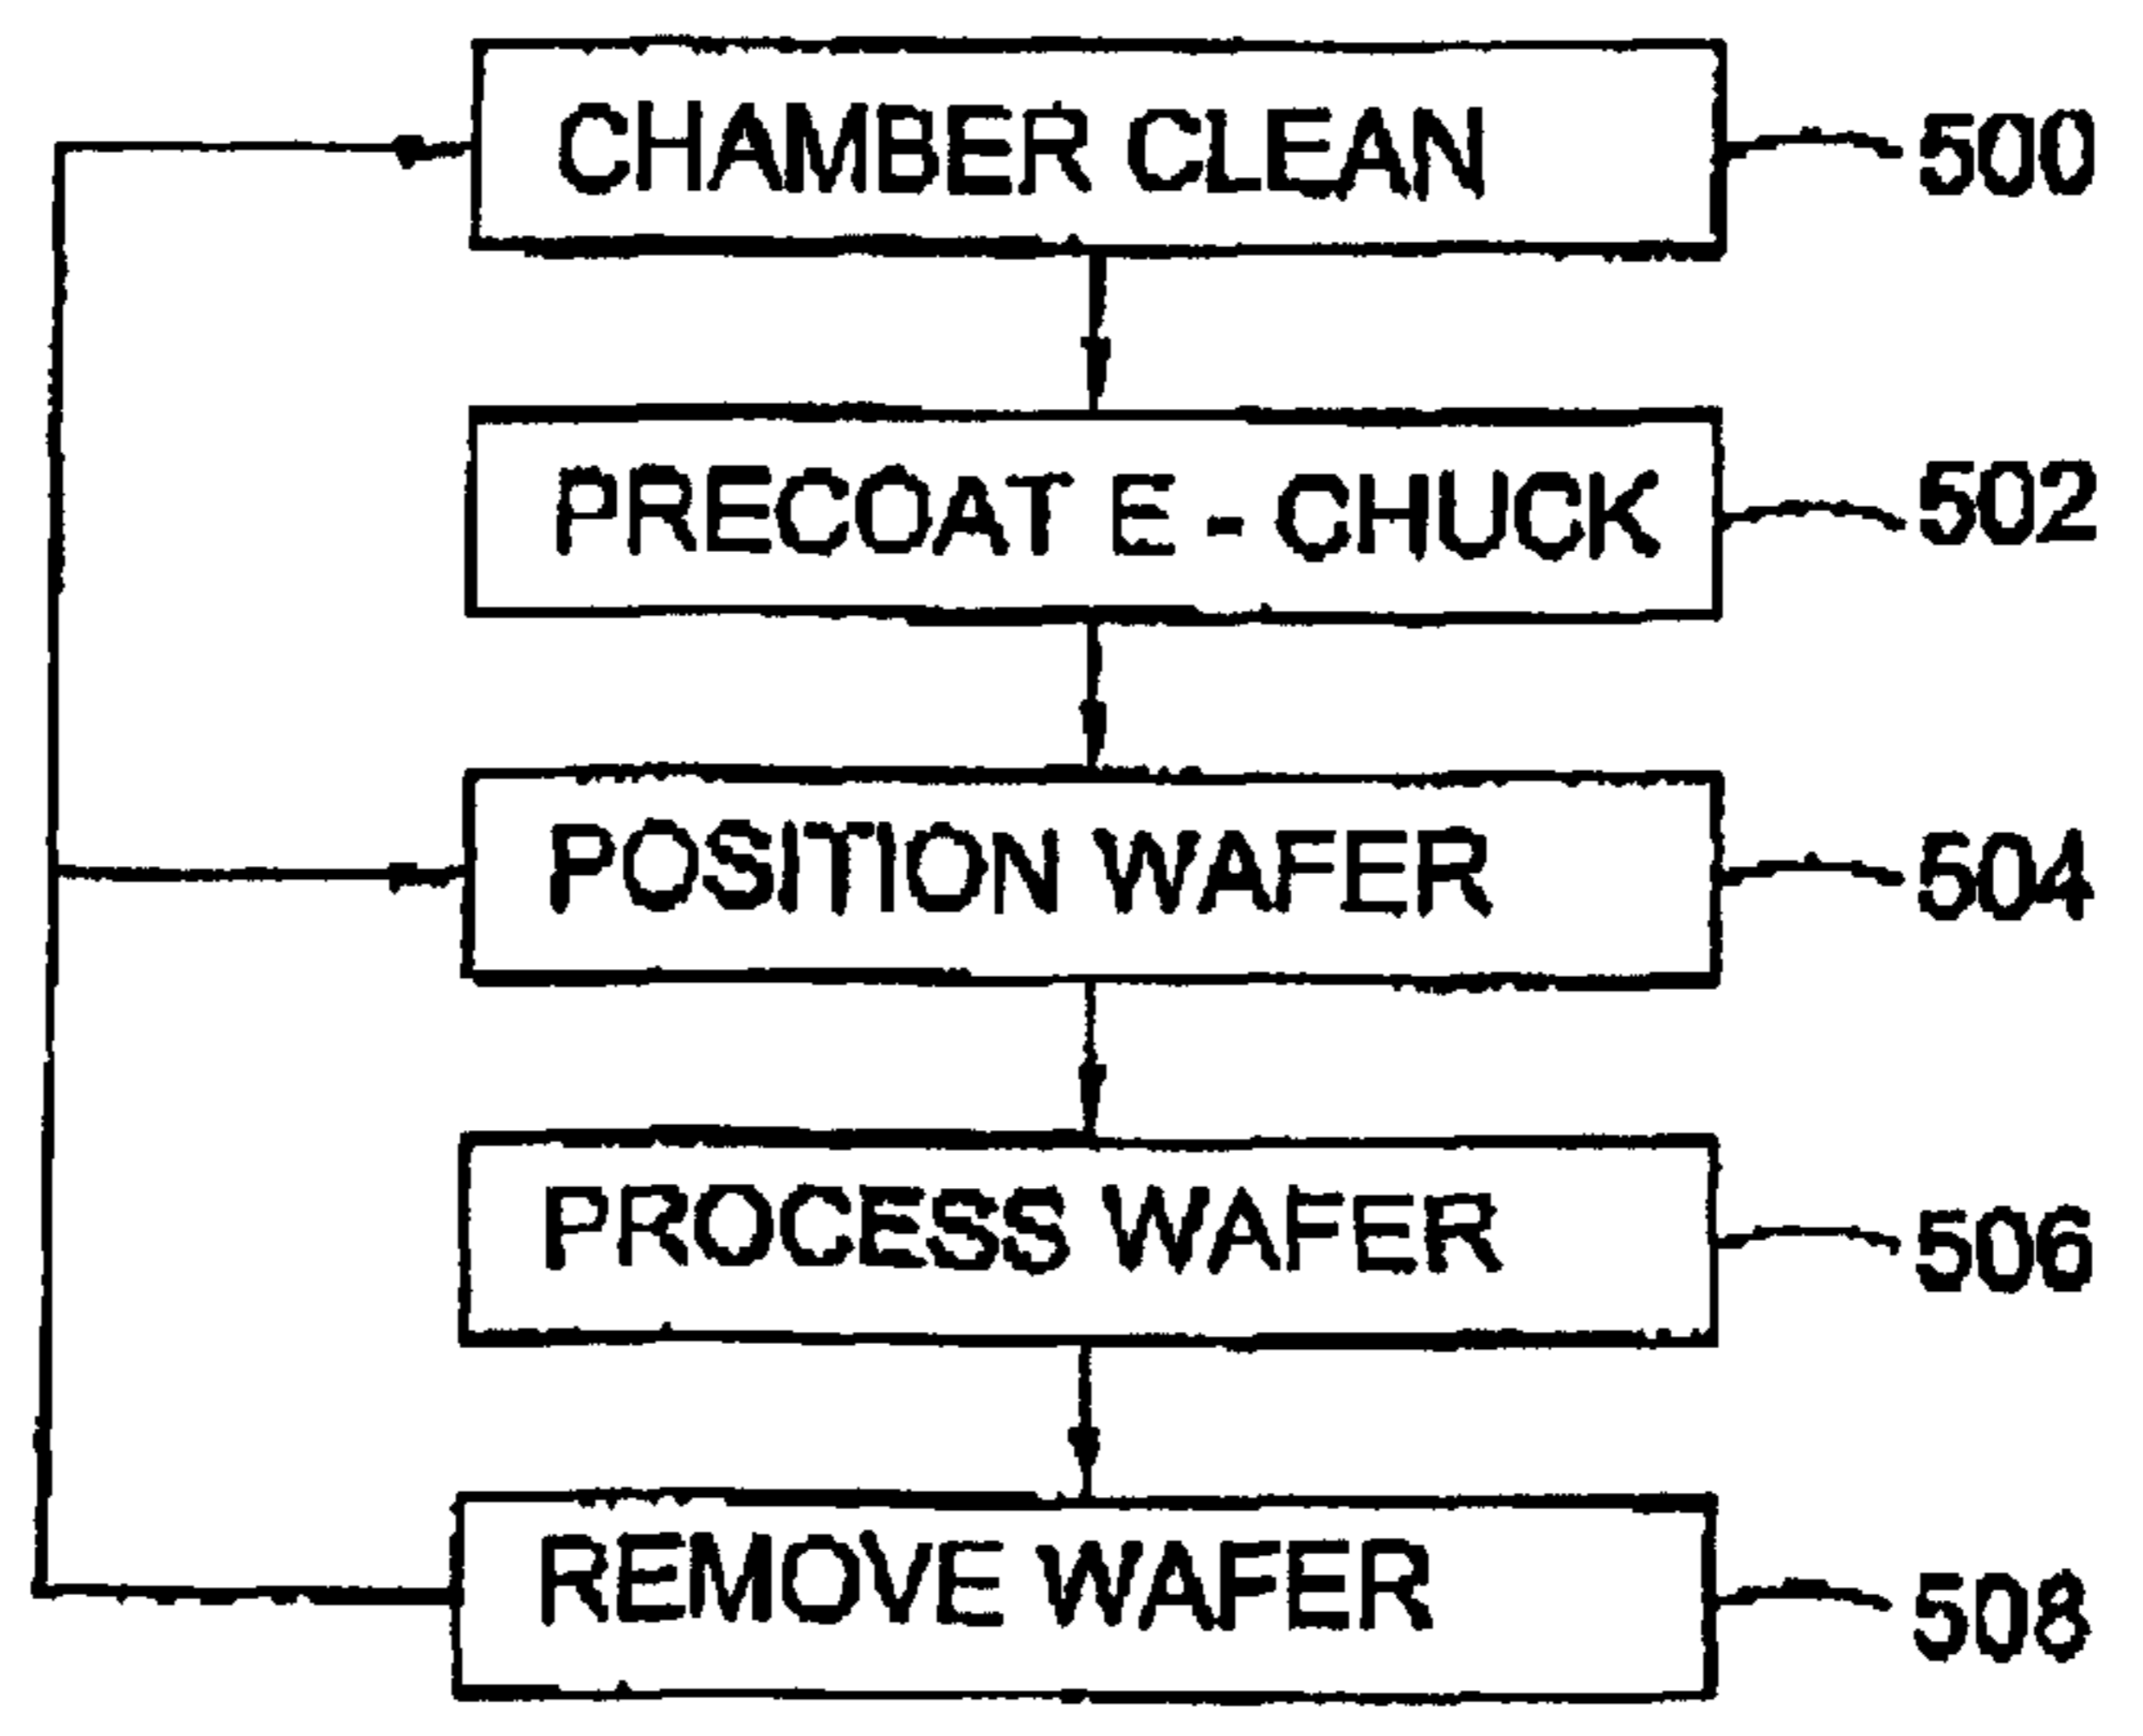 CHAMBER CLEAN 500
PRECOAT E - CHUCK 502
POSITION WAFER 504
PROCESS WAFER 506
REMOVE WAFER 508